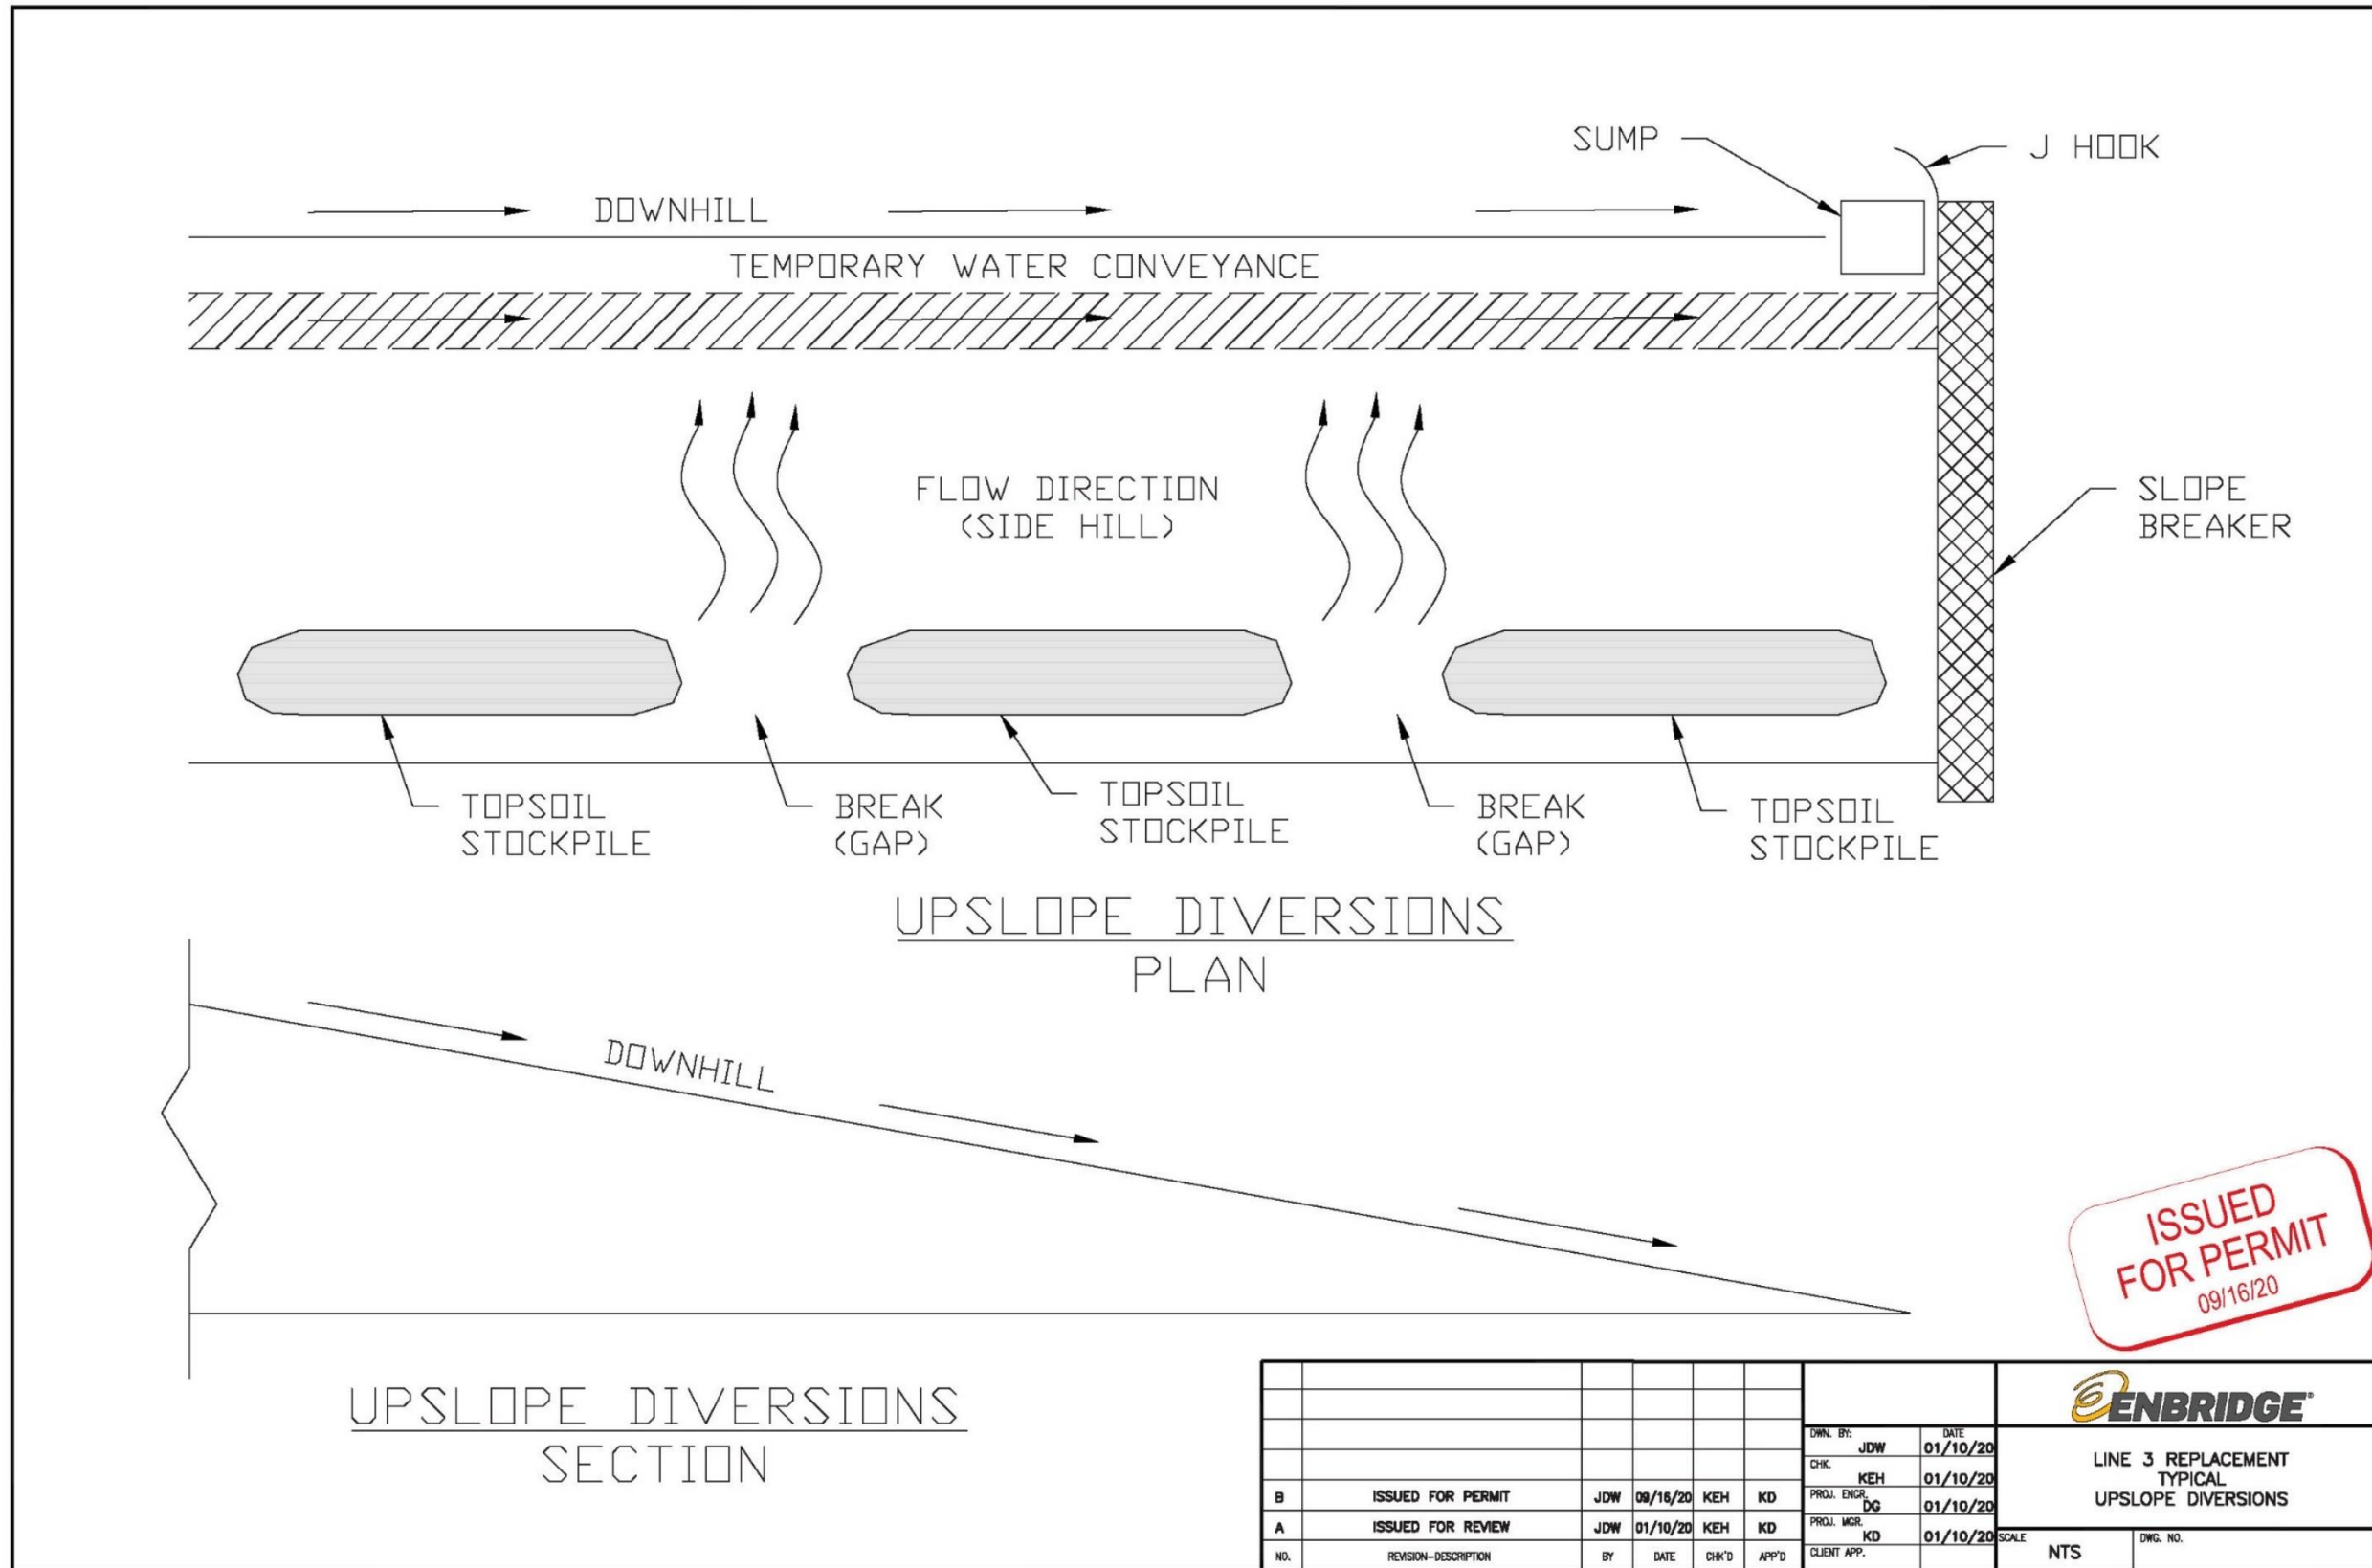 SUMP
J HOOK
DOWNHILL
TEMPORARY WATER CONVEYANCE
FLOW DIRECTION
(SIDE HILL)
SLOPE
BREAKER
TOPSOIL
STOCKPILE
BREAK
(GAP)
TOPSOIL
STOCKPILE
BREAK
(GAP)
TOPSOIL
STOCKPILE
UPSLOPE DIVERSIONS
PLAN
DOWNHILL
UPSLOPE DIVERSIONS
SECTION
ISSUED
FOR PERMIT
09/16/20
ENBRIDGE®
LINE 3 REPLACEMENT
TYPICAL
UPSLOPE DIVERSIONS
SCALE
NTS
DWG. NO.
DWN. BY: DATE
JDW 01/10/20
CHK.
KEH 01/10/20
PROJ. ENGR.
DG 01/10/20
PROJ. MGR.
KD 01/10/20
CLIENT APP.
B ISSUED FOR PERMIT JDW 09/16/20 KEH KD
A ISSUED FOR REVIEW JDW 01/10/20 KEH KD
NO. REVISION-DESCRIPTION BY DATE CHK'D APP'D